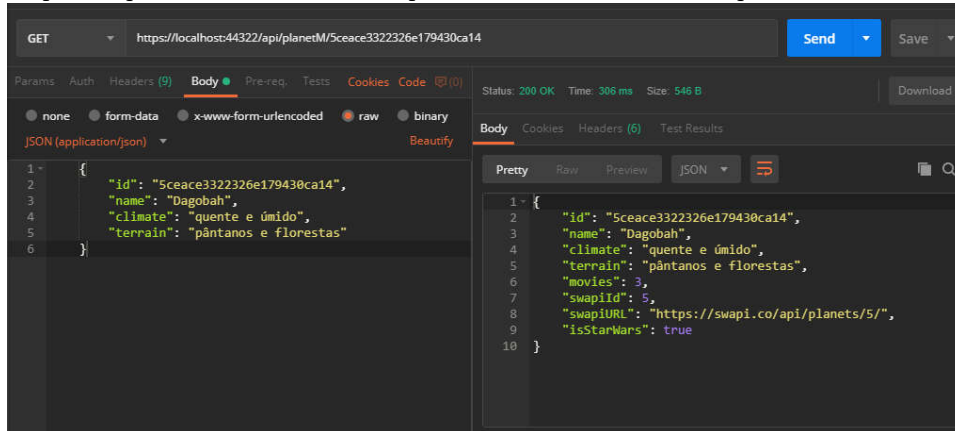 GET https://localhost:44322/api/planetM/5ceace3322326e179430ca14 Send Save
Params Auth Headers (9) Body Pre-req. Tests Cookies Code (0)
none form-data x-www-form-urlencoded raw binary
JSON (application/json) Beautify
1 {
2 "id": "5ceace3322326e179430ca14",
3 "name": "Dagobah",
4 "climate": "quente e úmido",
5 "terrain": "pântanos e florestas"
6 }
Status: 200 OK Time: 306 ms Size: 546 B Download
Body Cookies Headers (6) Test Results
Pretty Raw Preview JSON
1 {
2 "id": "5ceace3322326e179430ca14",
3 "name": "Dagobah",
4 "climate": "quente e úmido",
5 "terrain": "pântanos e florestas",
6 "movies": 3,
7 "swapiId": 5,
8 "swapiURL": "https://swapi.co/api/planets/5/",
9 "isStarWars": true
10 }